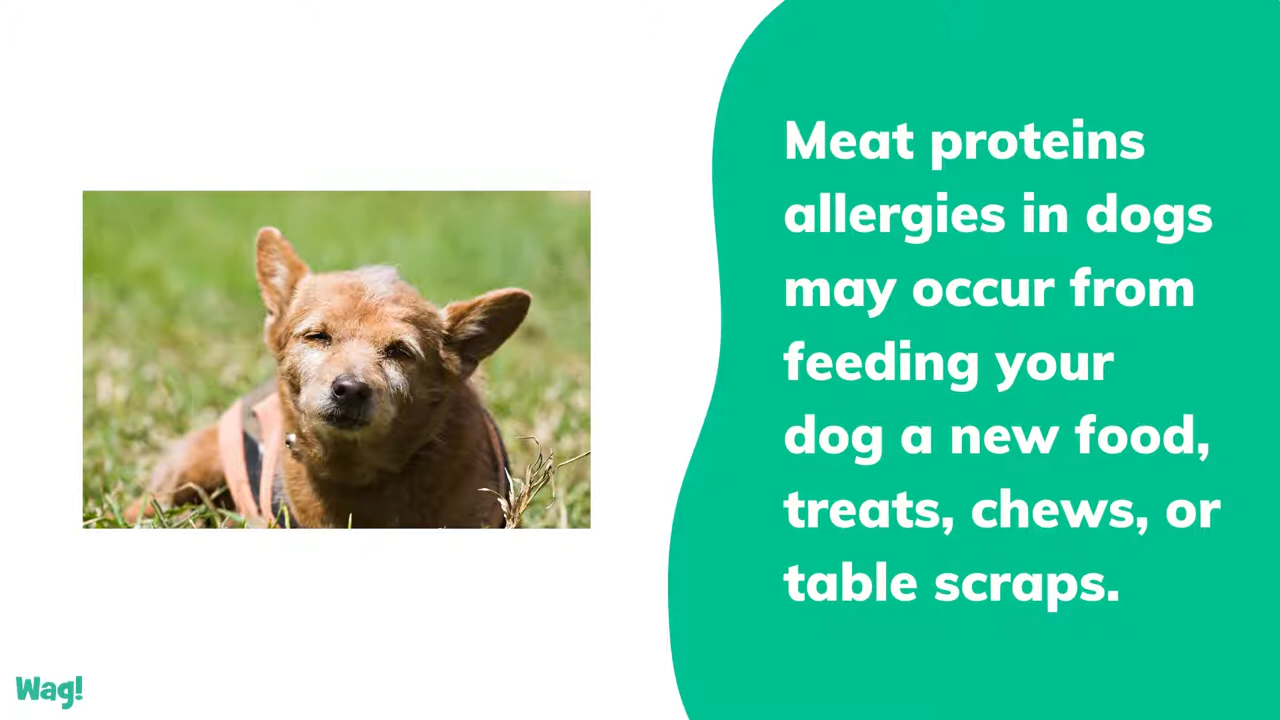 Meat proteins
allergies in dogs
may occur from
feeding your
dog a new food,
treats, chews, or
table scraps.
Wag!